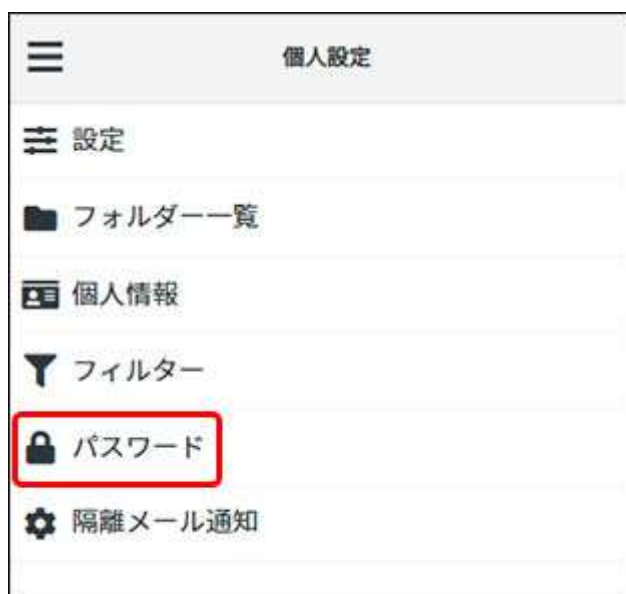 個人設定
設定
フォルダー一覧
個人情報
フィルター
パスワード
隔離メール通知